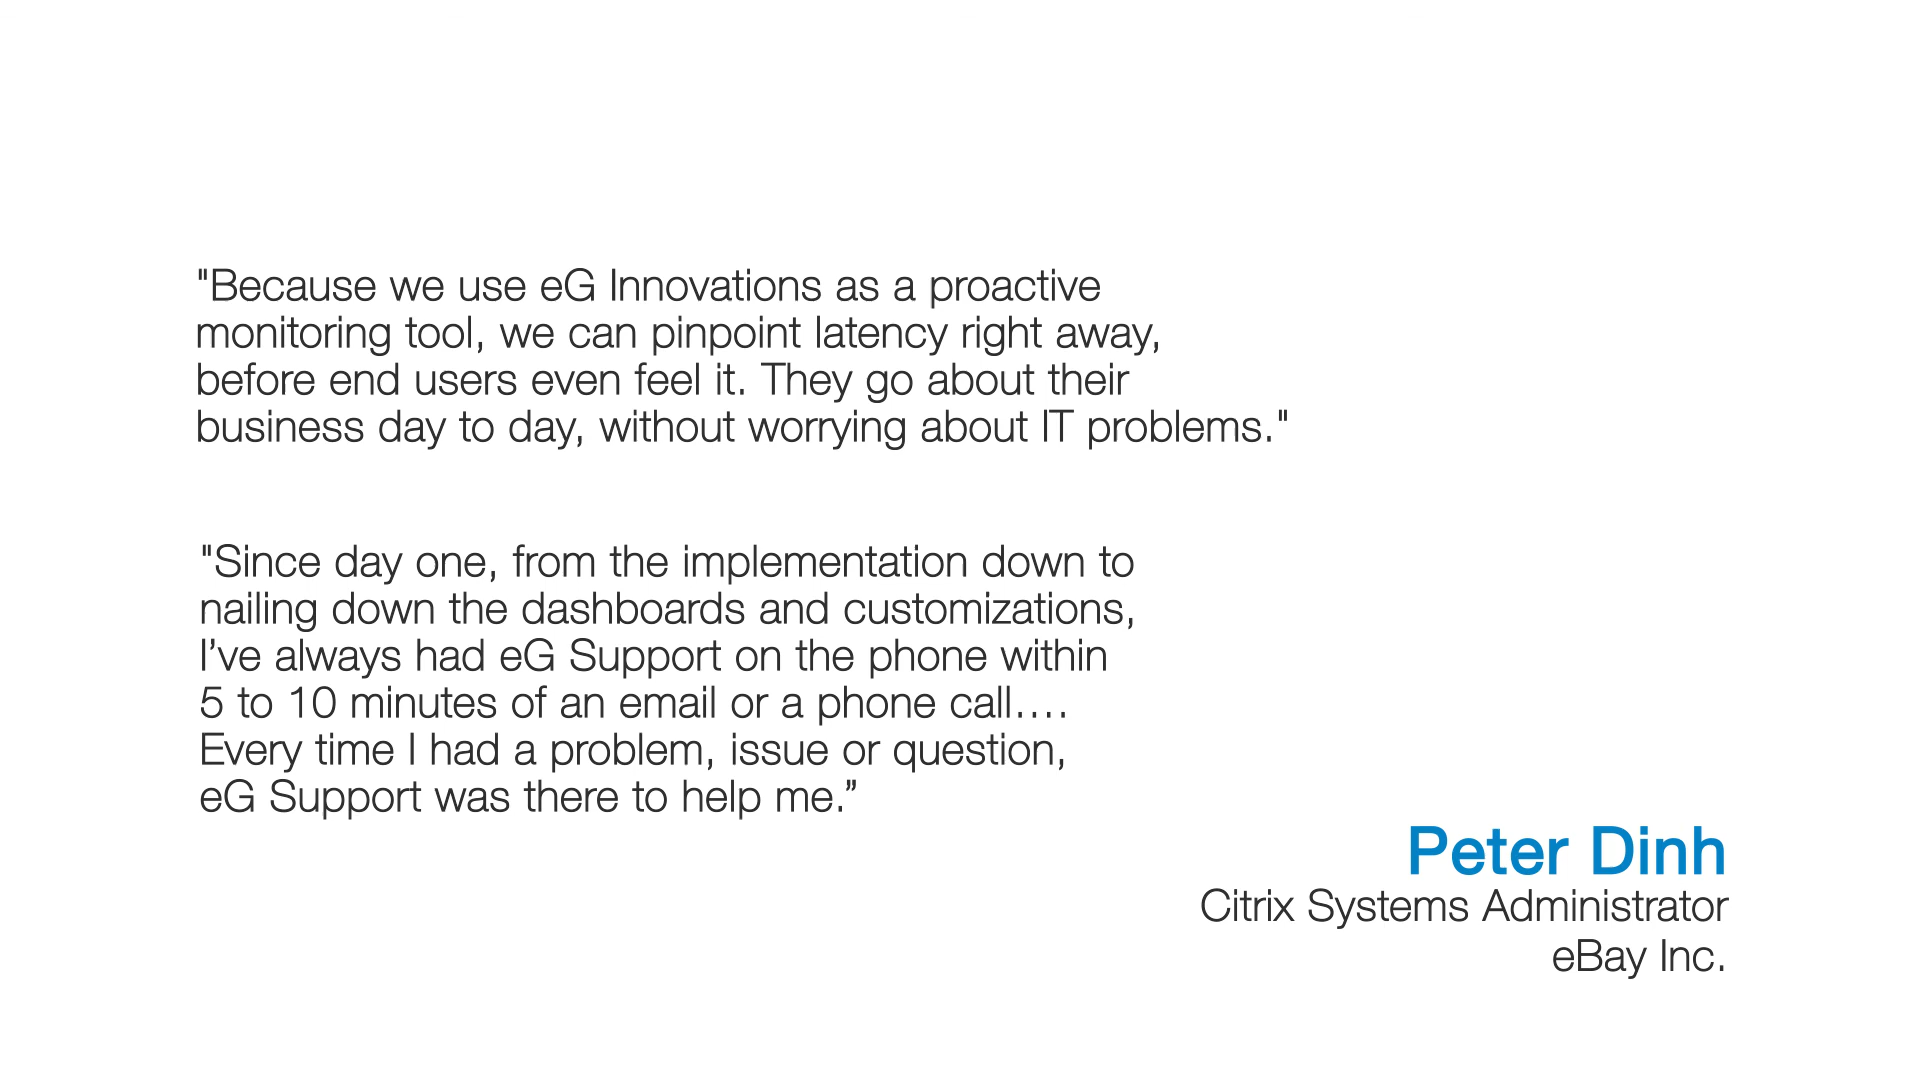 "Because we use eG Innovations as a proactive
monitoring tool, we can pinpoint latency right away,
before end users even feel it. They go about their
business day to day, without worrying about IT problems."
"Since day one, from the implementation down to
nailing down the dashboards and customizations,
I’ve always had eG Support on the phone within
5 to 10 minutes of an email or a phone call….
Every time I had a problem, issue or question,
eG Support was there to help me.”
Peter Dinh
Citrix Systems Administrator
eBay Inc.